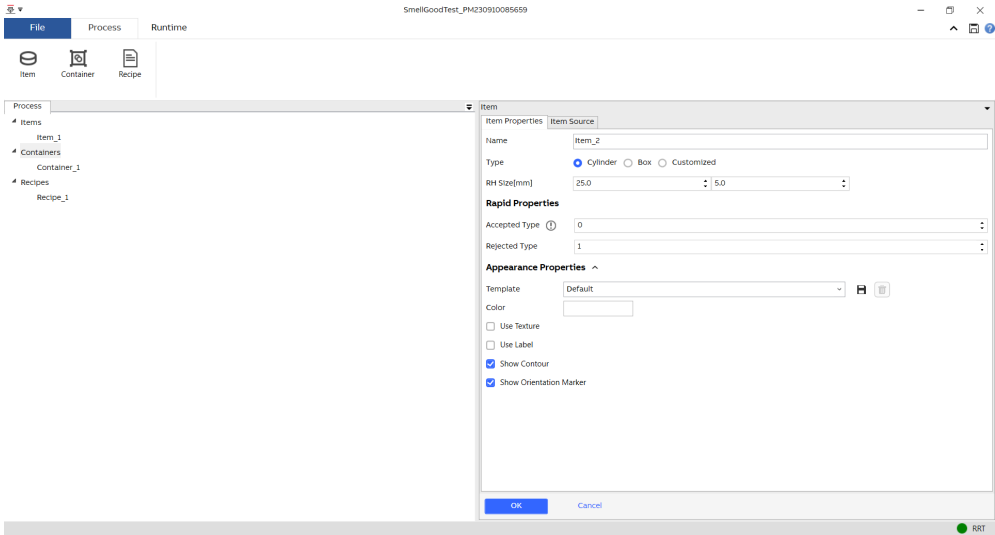 SmellGoodTest_PM230910085659
File Process Runtime
Item Container Recipe
Process
Items
Item_1
Containers
Container_1
Recipes
Recipe_1
Item
Item Properties Item Source
Name Item_2
Type Cylinder Box Customized
RH Size[mm] 25.0 5.0
Rapid Properties
Accepted Type 0
Rejected Type 1
Appearance Properties
Template Default
Color
Use Texture
Use Label
Show Contour
Show Orientation Marker
OK Cancel
RRT